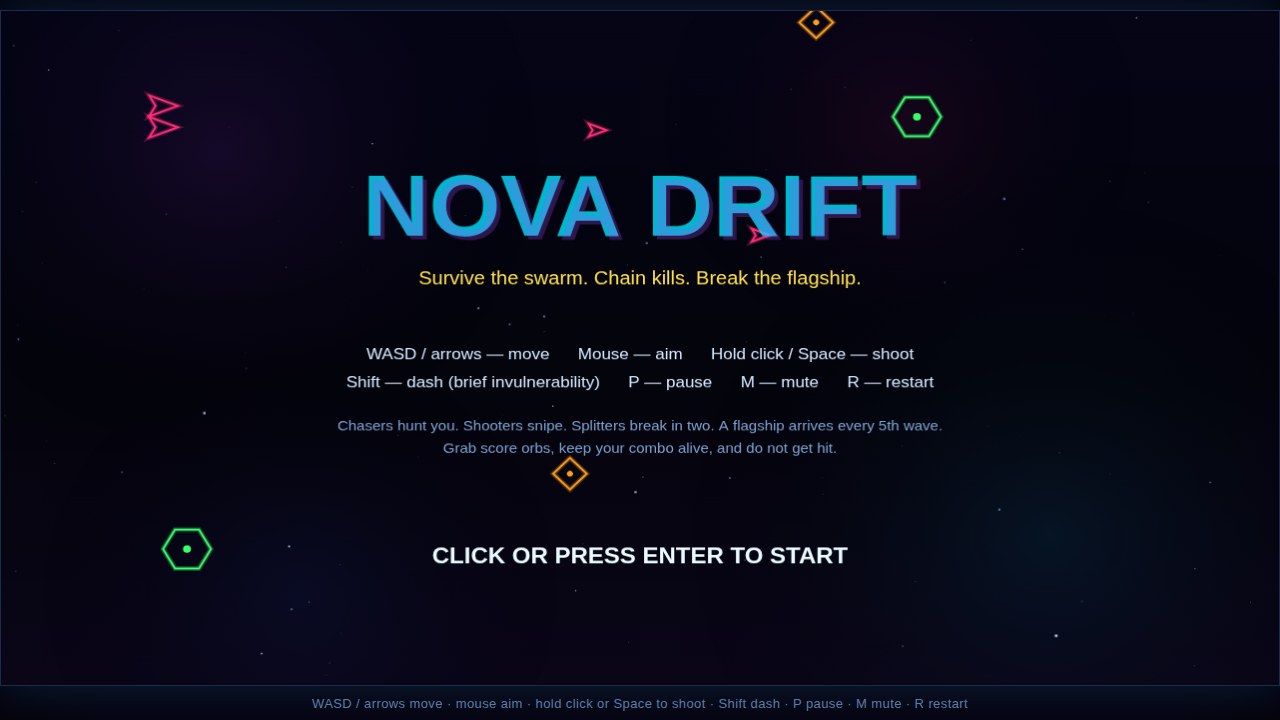 NOVA DRIFT
Survive the swarm. Chain kills. Break the flagship.
WASD / arrows — move Mouse — aim Hold click / Space — shoot
Shift — dash (brief invulnerability) P — pause M — mute R — restart
Chasers hunt you. Shooters snipe. Splitters break in two. A flagship arrives every 5th wave.
Grab score orbs, keep your combo alive, and do not get hit.
CLICK OR PRESS ENTER TO START
WASD / arrows move · mouse aim · hold click or Space to shoot · Shift dash · P pause · M mute · R restart